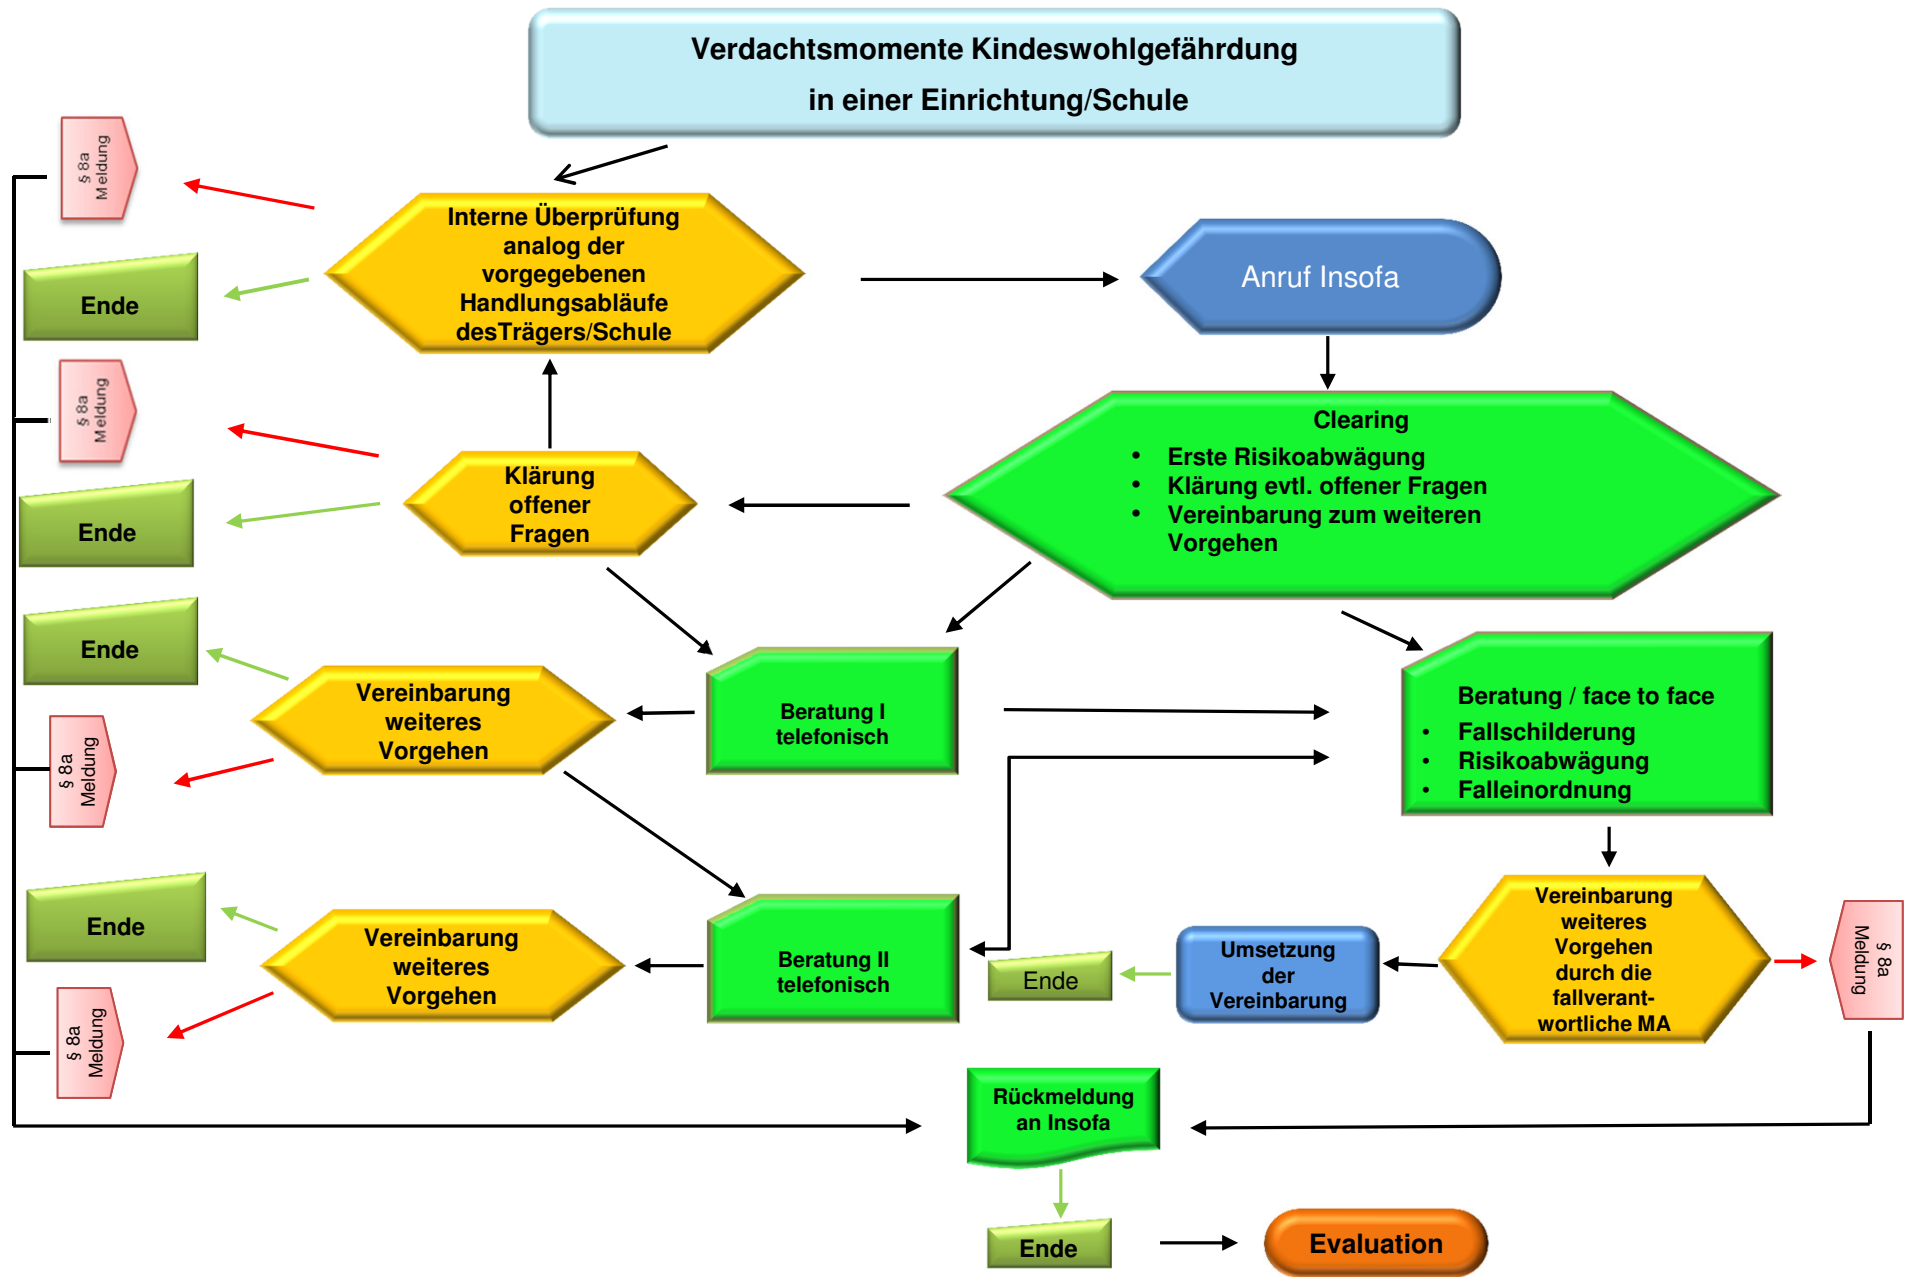 Verdachtsmomente Kindeswohlgefährdung
in einer Einrichtung/Schule
§ 8a
Meldung
Interne Überprüfung
analog der
vorgegebenen
Handlungsabläufe
desTrägers/Schule
Anruf Insofa
Ende
§ 8a
Meldung
Clearing
• Erste Risikoabwägung
• Klärung evtl. offener Fragen
• Vereinbarung zum weiteren
Vorgehen
Klärung
offener
Fragen
Ende
Ende
Vereinbarung
weiteres
Vorgehen
Beratung I
telefonisch
Beratung / face to face
• Fallschilderung
• Risikoabwägung
• Falleinordnung
§ 8a
Meldung
Ende
Vereinbarung
weiteres
Vorgehen
Beratung II
telefonisch
Ende
Umsetzung
der
Vereinbarung
Vereinbarung
weiteres
Vorgehen
durch die
fallverant-
wortliche MA
§ 8a
Meldung
§ 8a
Meldung
Rückmeldung
an Insofa
Ende
Evaluation